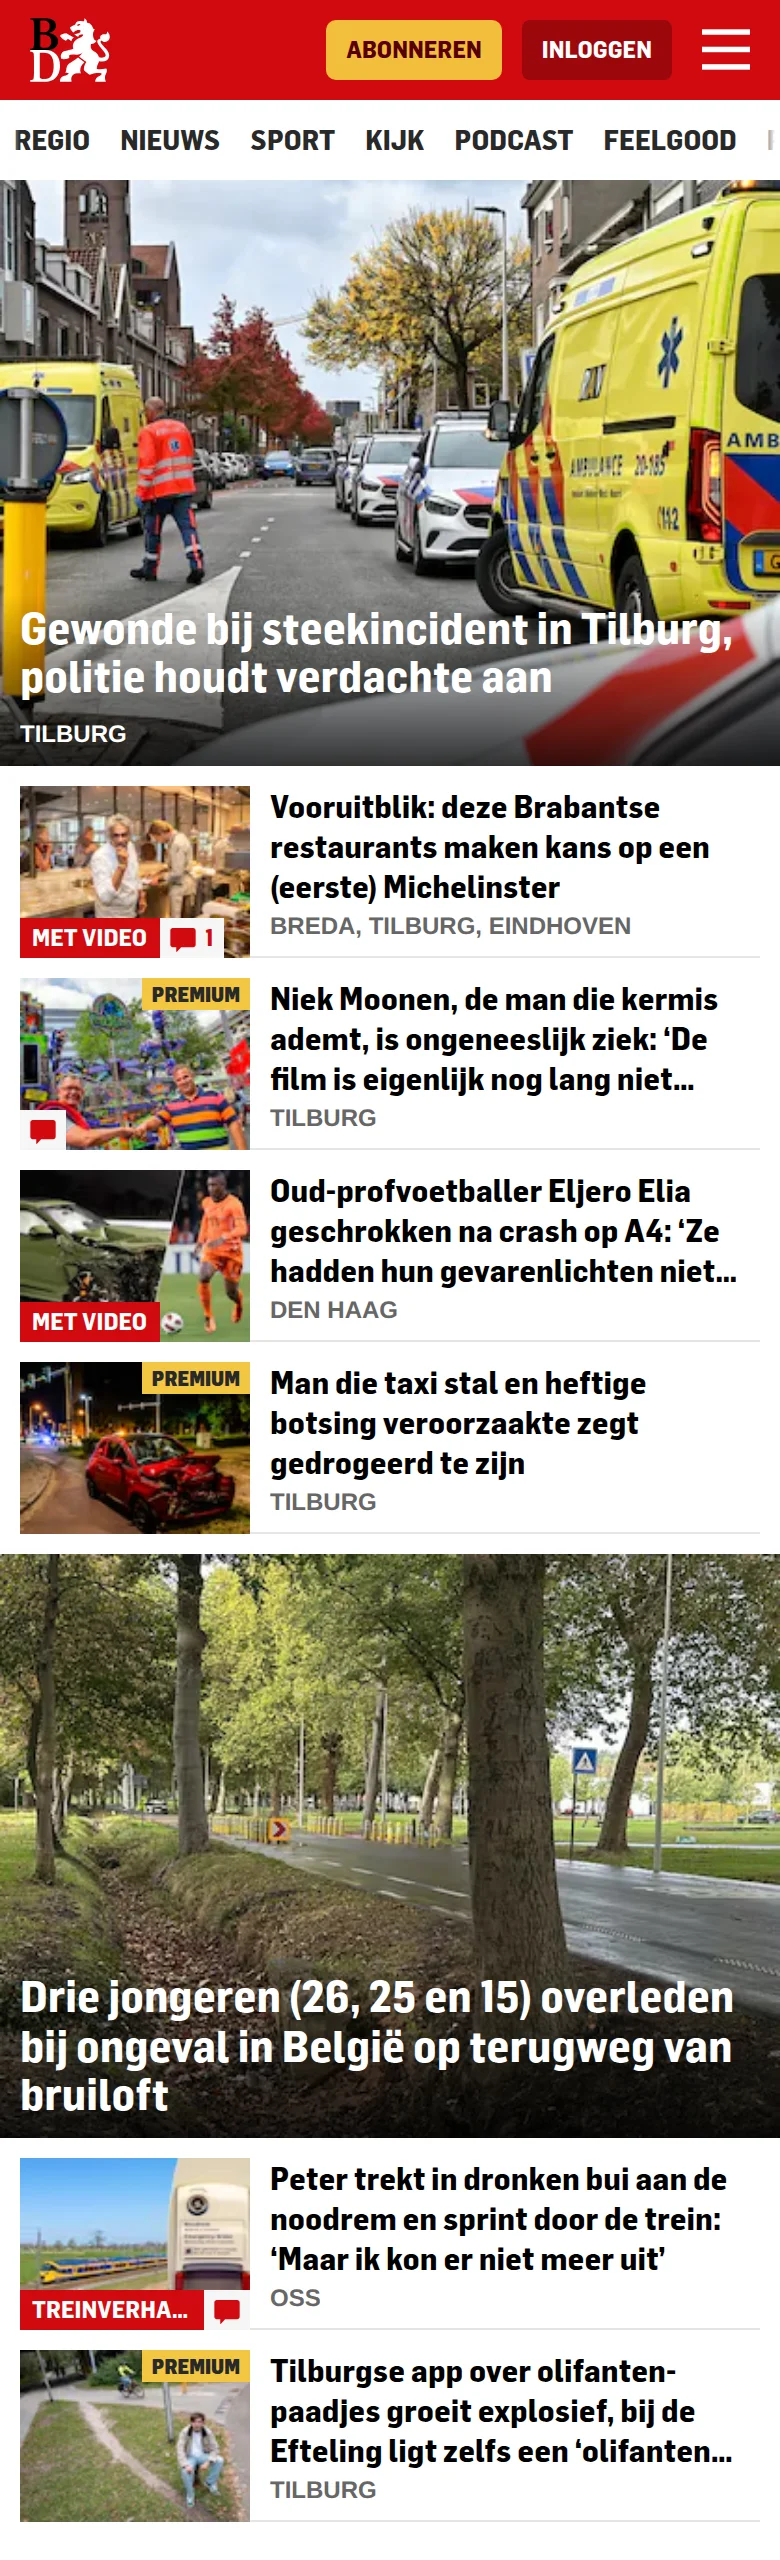 BD
ABONNEREN
INLOGGEN
REGIO NIEUWS SPORT KIJK PODCAST FEELGOOD
AMBULANCE 20-185
AMB
112
Gewonde bij steekincident in Tilburg,
politie houdt verdachte aan
TILBURG
Vooruitblik: deze Brabantse
restaurants maken kans op een
(eerste) Michelinster
BREDA, TILBURG, EINDHOVEN
MET VIDEO 1
PREMIUM
Niek Moonen, de man die kermis
ademt, is ongeneeslijk ziek: ‘De
film is eigenlijk nog lang niet...
TILBURG
Oud-profvoetballer Eljero Elia
geschrokken na crash op A4: ‘Ze
hadden hun gevarenlichten niet...
DEN HAAG
MET VIDEO
PREMIUM
Man die taxi stal en heftige
botsing veroorzaakte zegt
gedrogeerd te zijn
TILBURG
Drie jongeren (26, 25 en 15) overleden
bij ongeval in België op terugweg van
bruiloft
Peter trekt in dronken bui aan de
noodrem en sprint door de trein:
‘Maar ik kon er niet meer uit’
OSS
TREINVERHA...
PREMIUM
Tilburgse app over olifanten-
paadjes groeit explosief, bij de
Efteling ligt zelfs een ‘olifanten...
TILBURG